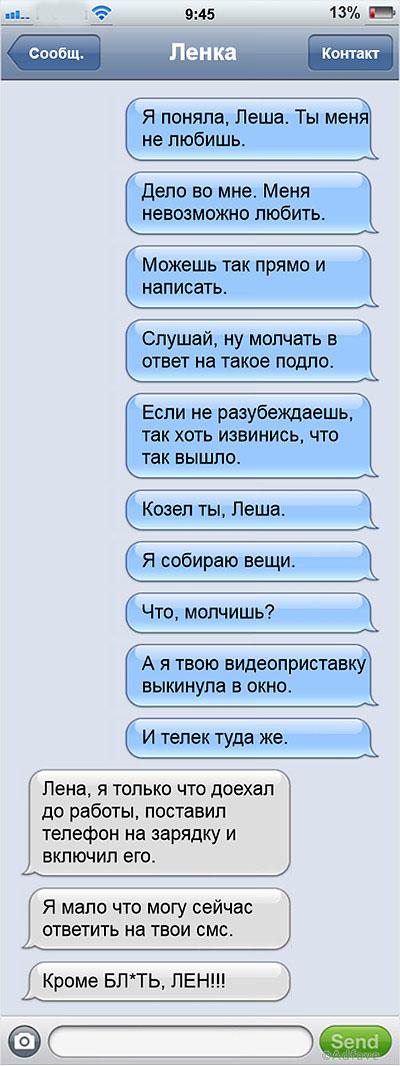 9:45
13%
Сообщ.
Ленка
Контакт
Я поняла, Леша. Ты меня
не любишь.
Дело во мне. Меня
невозможно любить.
Можешь так прямо и
написать.
Слушай, ну молчать в
ответ на такое подло.
Если не разубеждаешь,
так хоть извинись, что
так вышло.
Козел ты, Леша.
Я собираю вещи.
Что, молчишь?
А я твою видеоприставку
выкинула в окно.
И телек туда же.
Лена, я только что доехал
до работы, поставил
телефон на зарядку и
включил его.
Я мало что могу сейчас
ответить на твои смс.
Кроме БЛ*ТЬ, ЛЕН!!!
Send